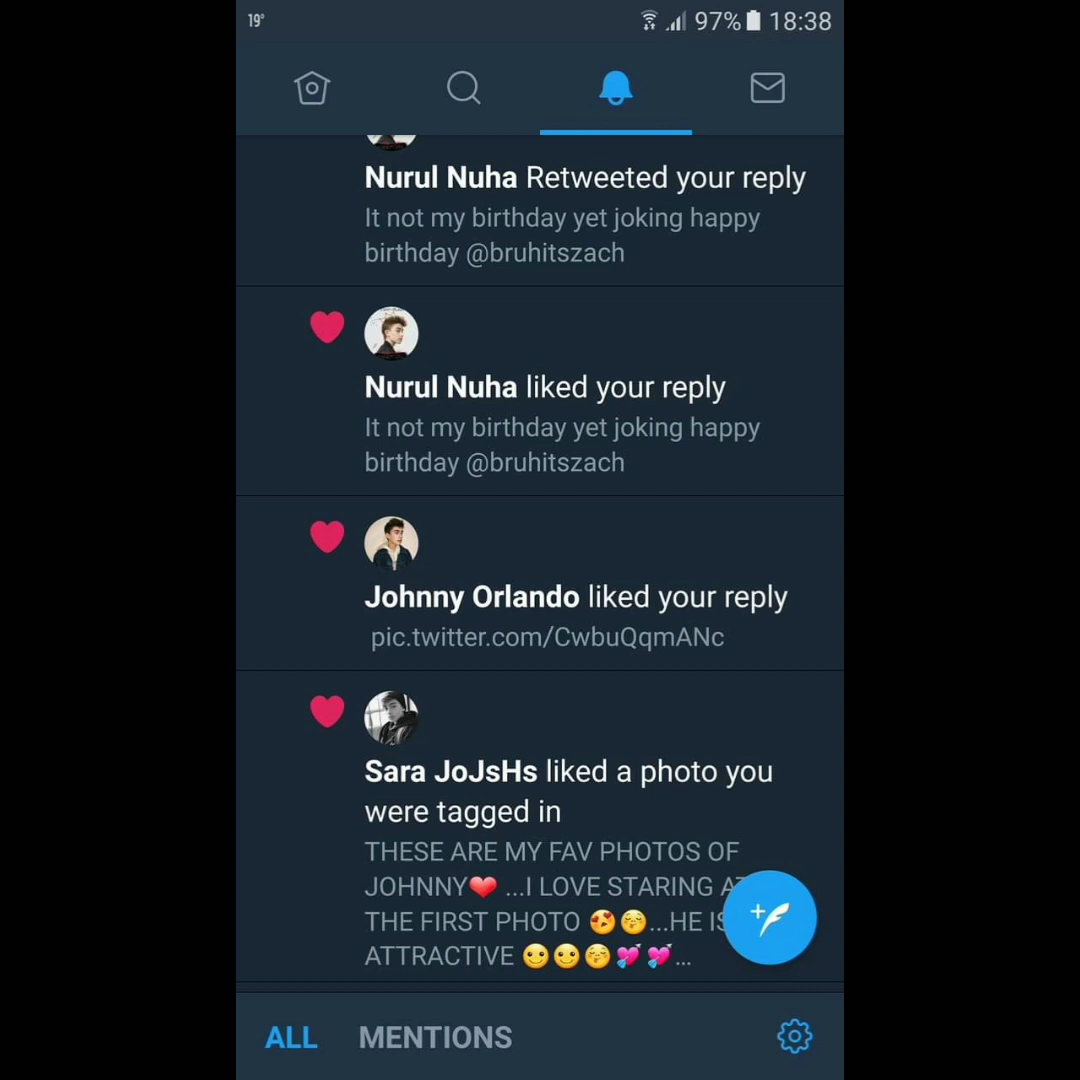 19°
97% 18:38
Nurul Nuha Retweeted your reply
It not my birthday yet joking happy
birthday @bruhitszach
Nurul Nuha liked your reply
It not my birthday yet joking happy
birthday @bruhitszach
Johnny Orlando liked your reply
pic.twitter.com/CwbuQqmANc
Sara JoJsHs liked a photo you
were tagged in
THESE ARE MY FAV PHOTOS OF
JOHNNY❤️ ...I LOVE STARING
THE FIRST PHOTO 😍😚...HE IS
ATTRACTIVE 🙂🙂😚💘💘...
ALL MENTIONS